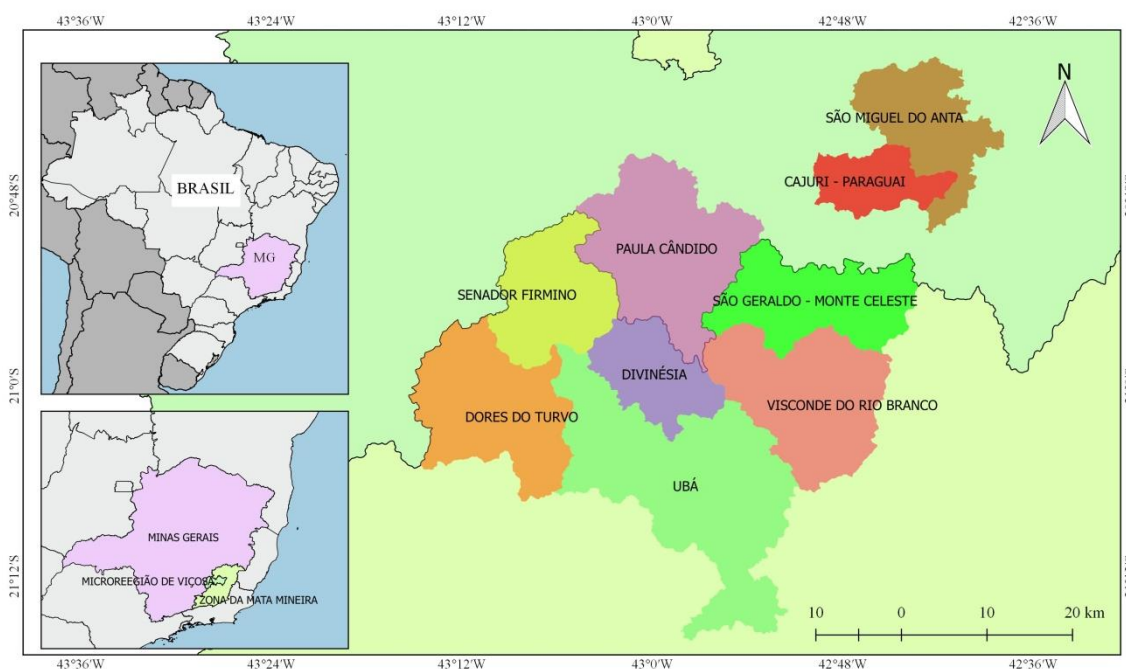 43°36'W 43°24'W 43°12'W 43°0'W 42°48'W 42°36'W
N
SÃO MIGUEL DO ANTA
20°48'S
BRASIL
CAJURI - PARAGUAI
PAULA CÂNDIDO
MG
SENADOR FIRMINO
SÃO GERALDO - MONTE CELESTE
21°0'S
DIVINÉSIA
VISCONDE DO RIO BRANCO
DORES DO TURVO
UBÁ
MINAS GERAIS
21°12'S
MICROREEGIÃO DE VIÇOSA
ZONA DA MATA MINEIRA
10 0 10 20 km
43°36'W 43°24'W 43°12'W 43°0'W 42°48'W 42°36'W